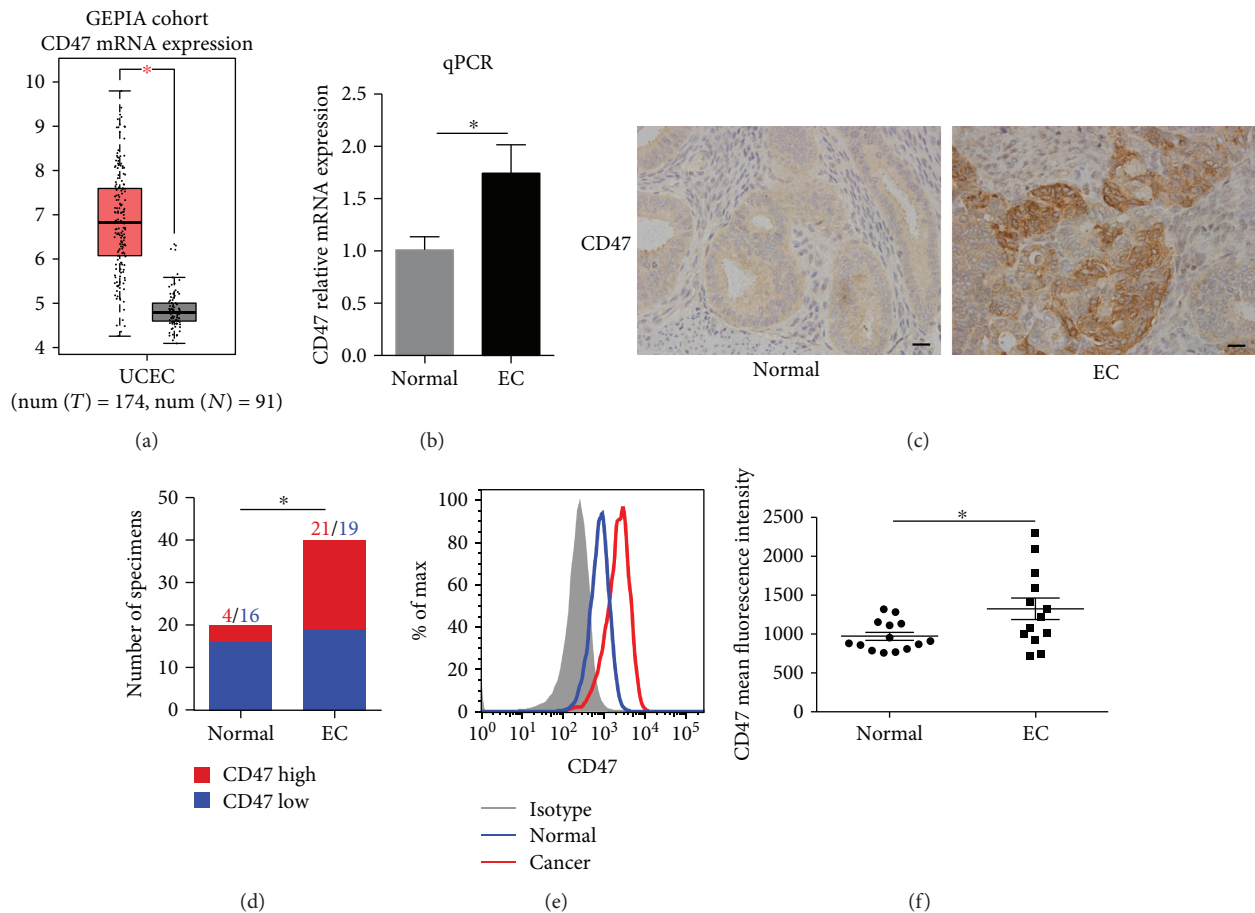 GEPIA cohort
CD47 mRNA expression
*
10
9
8
7
6
5
4
UCEC
(num (T) = 174, num (N) = 91)
(a)
qPCR
CD47 relative mRNA expression
2.5
2.0
1.5
1.0
0.5
0.0
*
Normal EC
(b)
CD47
Normal
EC
(c)
Number of specimens
50
40
30
20
10
0
*
4/16
21/19
Normal EC
CD47 high
CD47 low
(d)
% of max
100
80
60
40
20
0
10⁰ 10¹ 10² 10³ 10⁴ 10⁵
CD47
Isotype
Normal
Cancer
(e)
CD47 mean fluorescence intensity
2500
2000
1500
1000
500
0
*
Normal EC
(f)